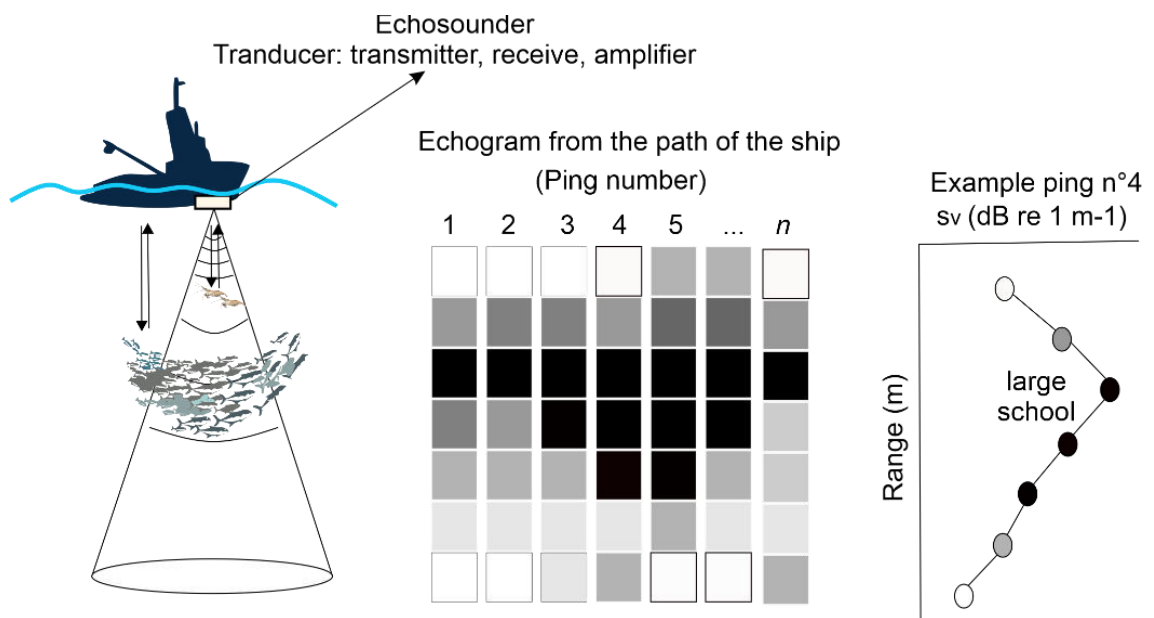 Echosounder
Tranducer: transmitter, receive, amplifier
Echogram from the path of the ship
(Ping number)
1 2 3 4 5 ... n
Example ping n°4
sv (dB re 1 m-1)
Range (m)
large
school